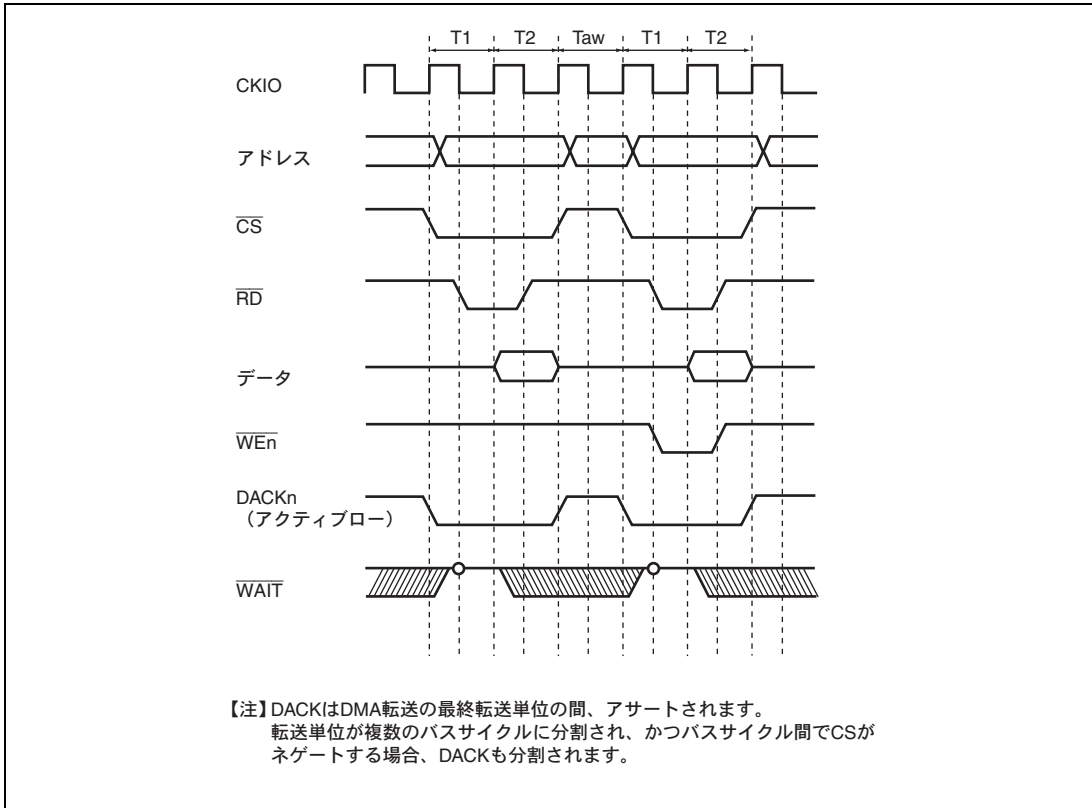 T1 T2 Taw T1 T2
CKIO
アドレス
CS
RD
データ
WEn
DACKn
（アクティブロー）
WAIT
【注】DACKはDMA転送の最終転送単位の間、アサートされます。
転送単位が複数のバスサイクルに分割され、かつバスサイクル間でCSが
ネゲートする場合、DACKも分割されます。